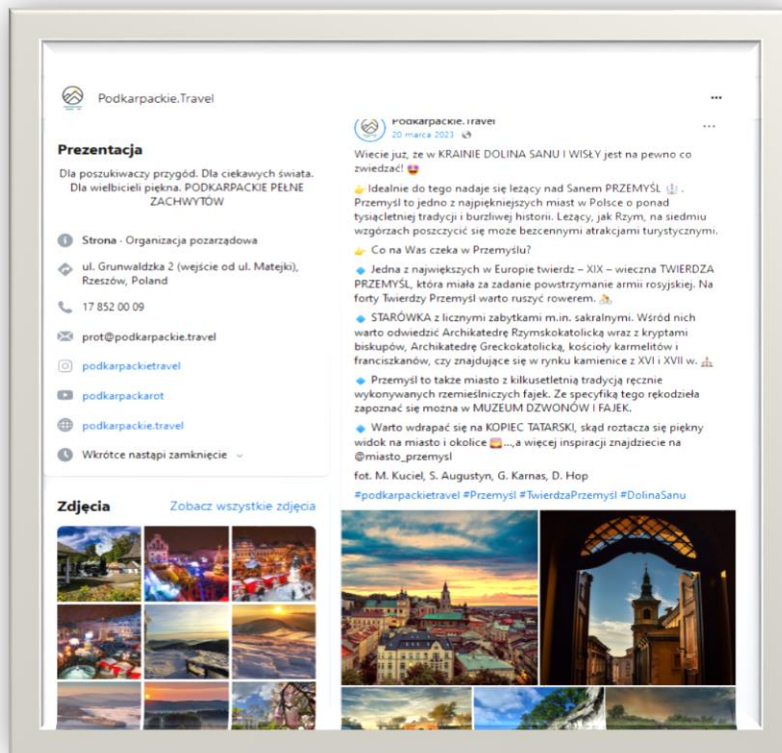 Podkarpackie.Travel
Prezentacja
Dla poszukiwaczy przygód. Dla ciekawych świata.
Dla wielbicieli piękna. PODKARPACKIE PEŁNE
ZACHWYTÓW
Strona · Organizacja pozarządowa
ul. Grunwaldzka 2 (wejście od ul. Matejki),
Rzeszów, Poland
17 852 00 09
prot@podkarpackie.travel
podkarpackietravel
podkarpackarot
podkarpackie.travel
Wkrótce nastąpi zamknięcie
Zdjęcia
Zobacz wszystkie zdjęcia
Podkarpackie.Travel
20 marca 2023
Wiecie już, że w KRAINIE DOLINA SANU I WISŁY jest na pewno co
zwiedzać! 😍
👉 Idealnie do tego nadaje się leżący nad Sanem PRZEMYŚL ⚓.
Przemyśl to jedno z najpiękniejszych miast w Polsce o ponad
tysiącletniej tradycji i burzliwej historii. Leżący, jak Rzym, na siedmiu
wzgórzach poszczycić się może bezcennymi atrakcjami turystycznymi.
👉 Co na Was czeka w Przemyślu?
🔹 Jedna z największych w Europie twierdz – XIX – wieczna TWIERDZA
PRZEMYŚL, która miała za zadanie powstrzymanie armii rosyjskiej. Na
forty Twierdzy Przemyśl warto ruszyć rowerem. 🚴
🔹 STARÓWKA z licznymi zabytkami m.in. sakralnymi. Wśród nich
warto odwiedzić Archikatedrę Rzymskokatolicką wraz z kryptami
biskupów, Archikatedrę Greckokatolicką, kościoły karmelitów i
franciszkanów, czy znajdujące się w rynku kamienice z XVI i XVII w. ⛪
🔹 Przemyśl to także miasto z kilkusetletnią tradycją ręcznie
wykonywanych rzemieślniczych fajek. Ze specyfiką tego rękodzieła
zapoznać się można w MUZEUM DZWONÓW I FAJEK.
🔹 Warto wdrapać się na KOPIEC TATARSKI, skąd roztacza się piękny
widok na miasto i okolice 🌅...,a więcej inspiracji znajdziecie na
@miasto_przemysl
fot. M. Kuciel, S. Augustyn, G. Karnas, D. Hop
#podkarpackietravel #Przemyśl #TwierdzaPrzemyśl #DolinaSanu